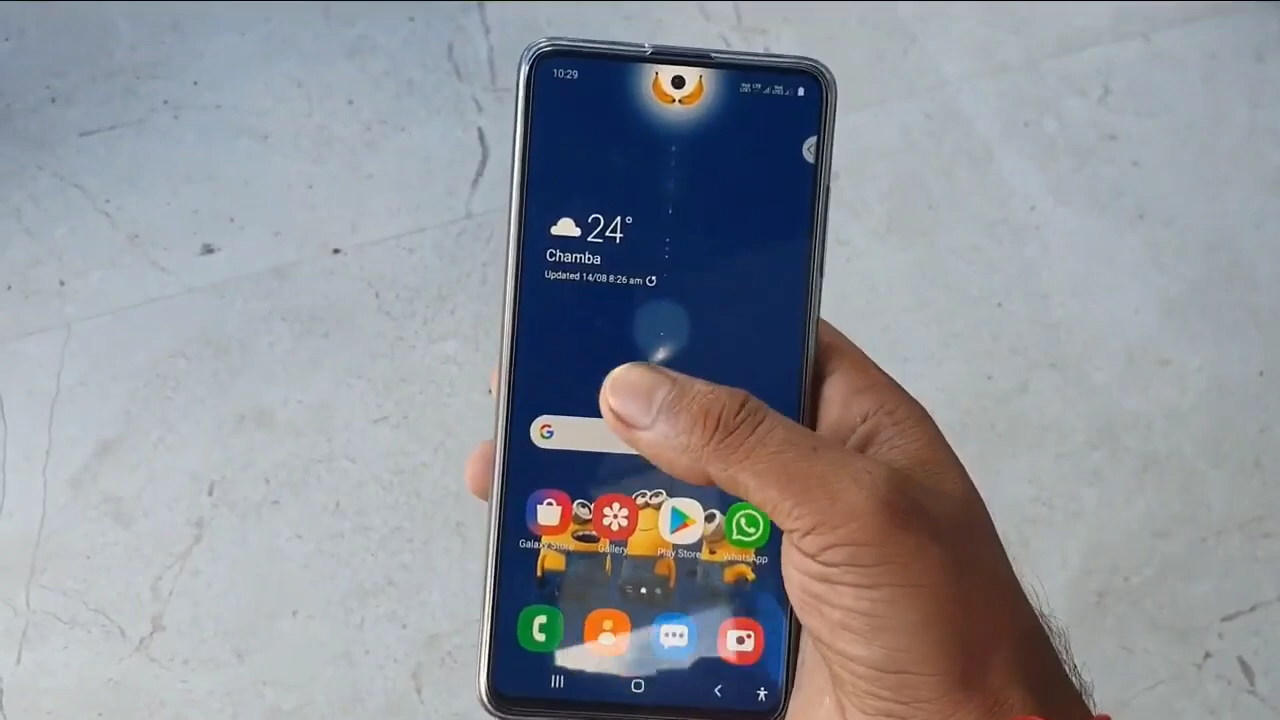 10:29
24°
Chamba
Updated 14/08 8:26 am
G
Galaxy Store
Gallery
Play Store
WhatsApp